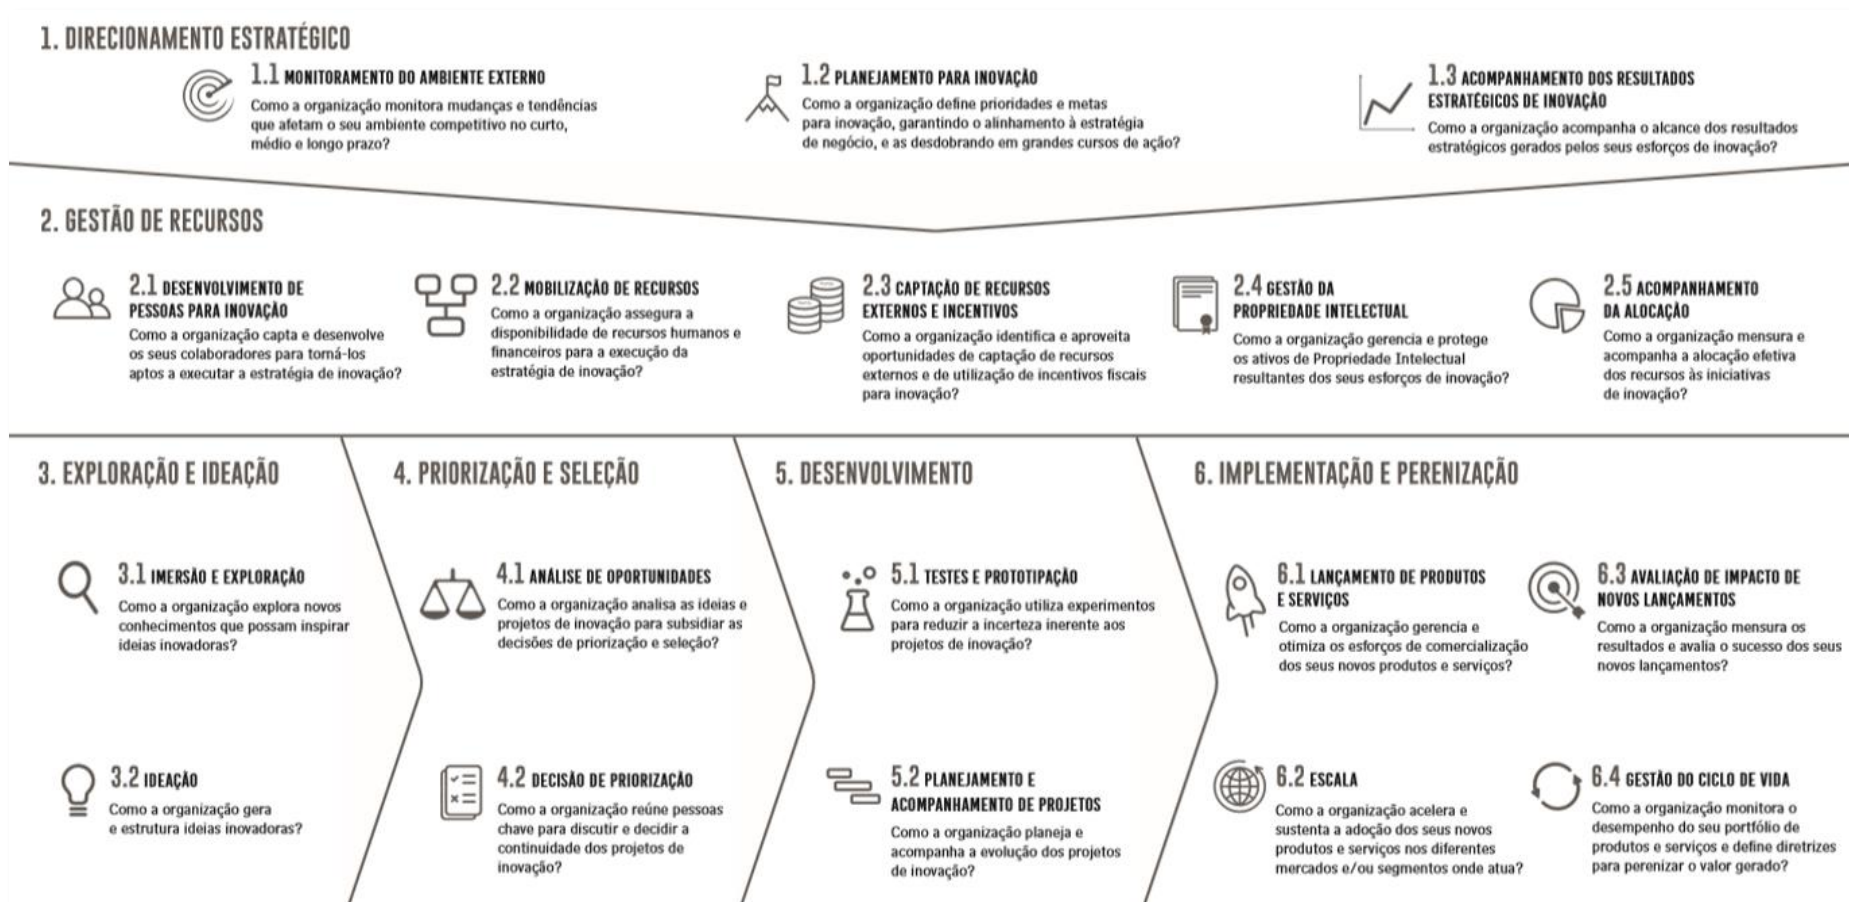 1. DIRECIONAMENTO ESTRATÉGICO
1.1 MONITORAMENTO DO AMBIENTE EXTERNO
Como a organização monitora mudanças e tendências
que afetam o seu ambiente competitivo no curto,
médio e longo prazo?
1.2 PLANEJAMENTO PARA INOVAÇÃO
Como a organização define prioridades e metas
para inovação, garantindo o alinhamento à estratégia
de negócio, e as desdobrando em grandes cursos de ação?
1.3 ACOMPANHAMENTO DOS RESULTADOS
ESTRATÉGICOS DE INOVAÇÃO
Como a organização acompanha o alcance dos resultados
estratégicos gerados pelos seus esforços de inovação?
2. GESTÃO DE RECURSOS
2.1 DESENVOLVIMENTO DE
PESSOAS PARA INOVAÇÃO
Como a organização capta e desenvolve
os seus colaboradores para torná-los
aptos a executar a estratégia de inovação?
2.2 MOBILIZAÇÃO DE RECURSOS
Como a organização assegura a
disponibilidade de recursos humanos e
financeiros para a execução da
estratégia de inovação?
2.3 CAPTAÇÃO DE RECURSOS
EXTERNOS E INCENTIVOS
Como a organização identifica e aproveita
oportunidades de captação de recursos
externos e de utilização de incentivos fiscais
para inovação?
2.4 GESTÃO DA
PROPRIEDADE INTELECTUAL
Como a organização gerencia e protege
os ativos de Propriedade Intelectual
resultantes dos seus esforços de inovação?
2.5 ACOMPANHAMENTO
DA ALOCAÇÃO
Como a organização mensura e
acompanha a alocação efetiva
dos recursos às iniciativas
de inovação?
3. EXPLORAÇÃO E IDEAÇÃO
3.1 IMERSÃO E EXPLORAÇÃO
Como a organização explora novos
conhecimentos que possam inspirar
ideias inovadoras?
3.2 IDEAÇÃO
Como a organização gera
e estrutura ideias inovadoras?
4. PRIORIZAÇÃO E SELEÇÃO
4.1 ANÁLISE DE OPORTUNIDADES
Como a organização analisa as ideias e
projetos de inovação para subsidiar as
decisões de priorização e seleção?
4.2 DECISÃO DE PRIORIZAÇÃO
Como a organização reúne pessoas
chave para discutir e decidir a
continuidade dos projetos de
inovação?
5. DESENVOLVIMENTO
5.1 TESTES E PROTOTIPAÇÃO
Como a organização utiliza experimentos
para reduzir a incerteza inerente aos
projetos de inovação?
5.2 PLANEJAMENTO E
ACOMPANHAMENTO DE PROJETOS
Como a organização planeja e
acompanha a evolução dos projetos
de inovação?
6. IMPLEMENTAÇÃO E PERENIZAÇÃO
6.1 LANÇAMENTO DE PRODUTOS
E SERVIÇOS
Como a organização gerencia e
otimiza os esforços de comercialização
dos seus novos produtos e serviços?
6.2 ESCALA
Como a organização acelera e
sustenta a adoção dos seus novos
produtos e serviços nos diferentes
mercados e/ou segmentos onde atua?
6.3 AVALIAÇÃO DE IMPACTO DE
NOVOS LANÇAMENTOS
Como a organização mensura os
resultados e avalia o sucesso dos seus
novos lançamentos?
6.4 GESTÃO DO CICLO DE VIDA
Como a organização monitora o
desempenho do seu portfólio de
produtos e serviços e define diretrizes
para perenizar o valor gerado?